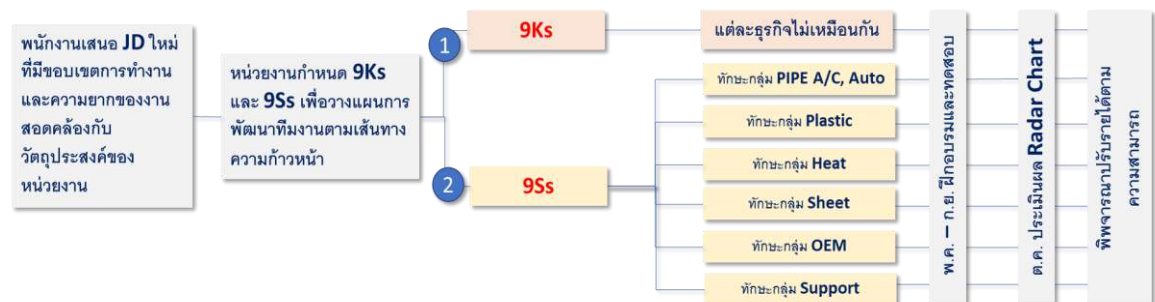 พนักงานเสนอ JD ใหม่
ที่มีขอบเขตการทำงาน
และความยากของงาน
สอดคล้องกับ
วัตถุประสงค์ของ
หน่วยงาน
หน่วยงานกำหนด 9Ks
และ 9Ss เพื่อวางแผนการ
พัฒนาทีมงานตามเส้นทาง
ความก้าวหน้า
1
9Ks
แต่ละธุรกิจไม่เหมือนกัน
2
9Ss
ทักษะกลุ่ม PIPE A/C, Auto
ทักษะกลุ่ม Plastic
ทักษะกลุ่ม Heat
ทักษะกลุ่ม Sheet
ทักษะกลุ่ม OEM
ทักษะกลุ่ม Support
พ.ค. – ก.ย. ฝึกอบรมและทดสอบ
ต.ค. ประเมินผล Radar Chart
พิพจารณาปรับรายได้ตาม
ความสามารถ